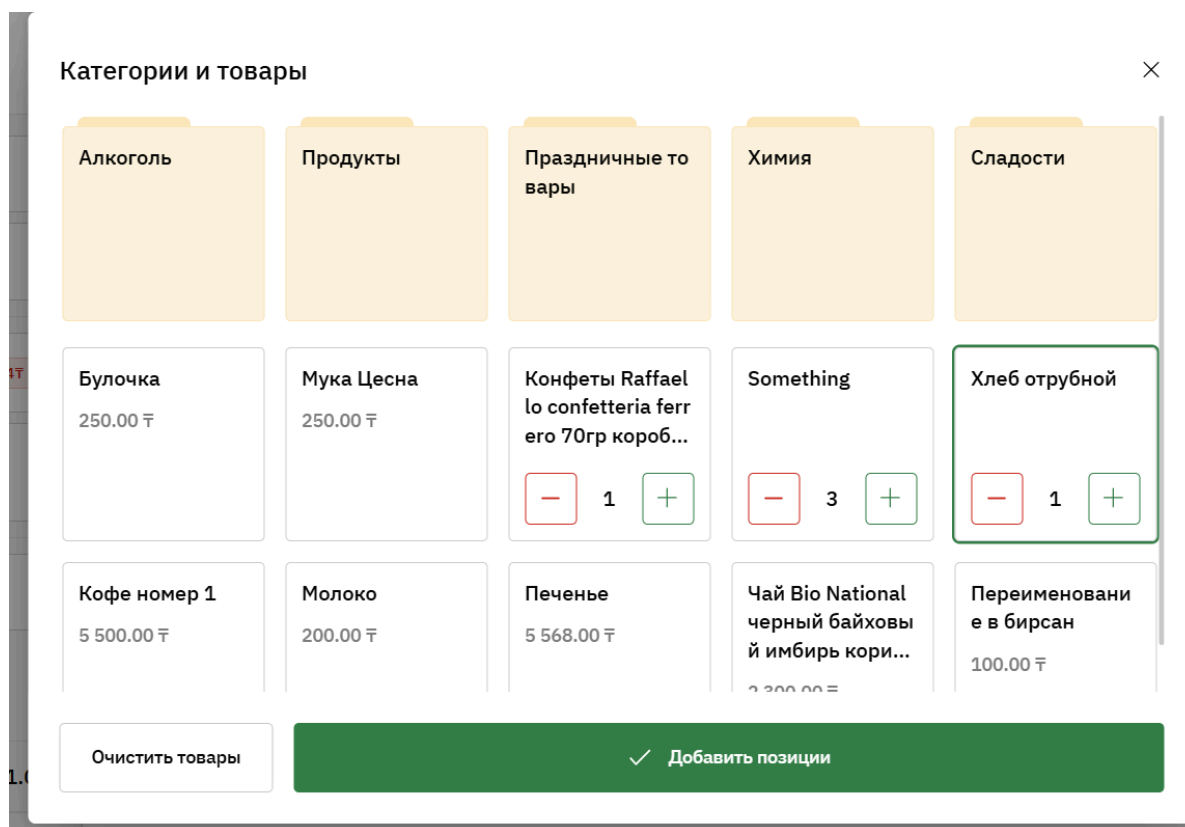 Категории и товары
Алкоголь
Продукты
Праздничные то
вары
Химия
Сладости
Булочка
250.00 ₸
Мука Цесна
250.00 ₸
Конфеты Raffael
lo confetteria ferr
ero 70гр короб...
1
Something
3
Хлеб отрубной
1
Кофе номер 1
5 500.00 ₸
Молоко
200.00 ₸
Печенье
5 568.00 ₸
Чай Bio National
черный байховы
й имбирь кори...
2 300.00 ₸
Переименовани
е в бирсан
100.00 ₸
Очистить товары
Добавить позиции